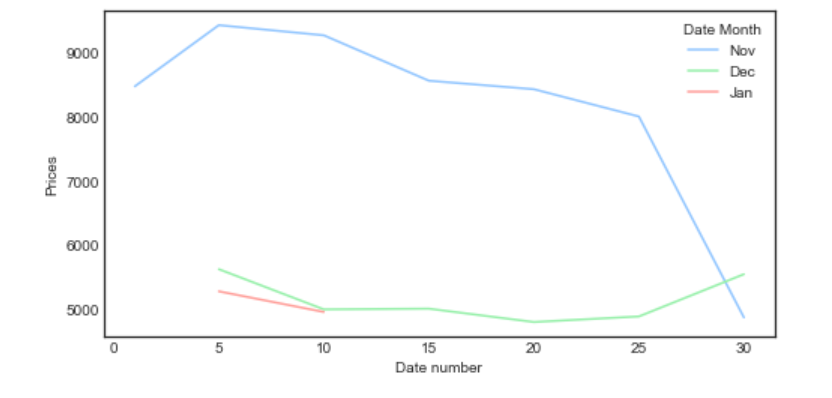 Date Month
Nov
Dec
Jan
9000
8000
7000
6000
5000
Prices
0 5 10 15 20 25 30
Date number